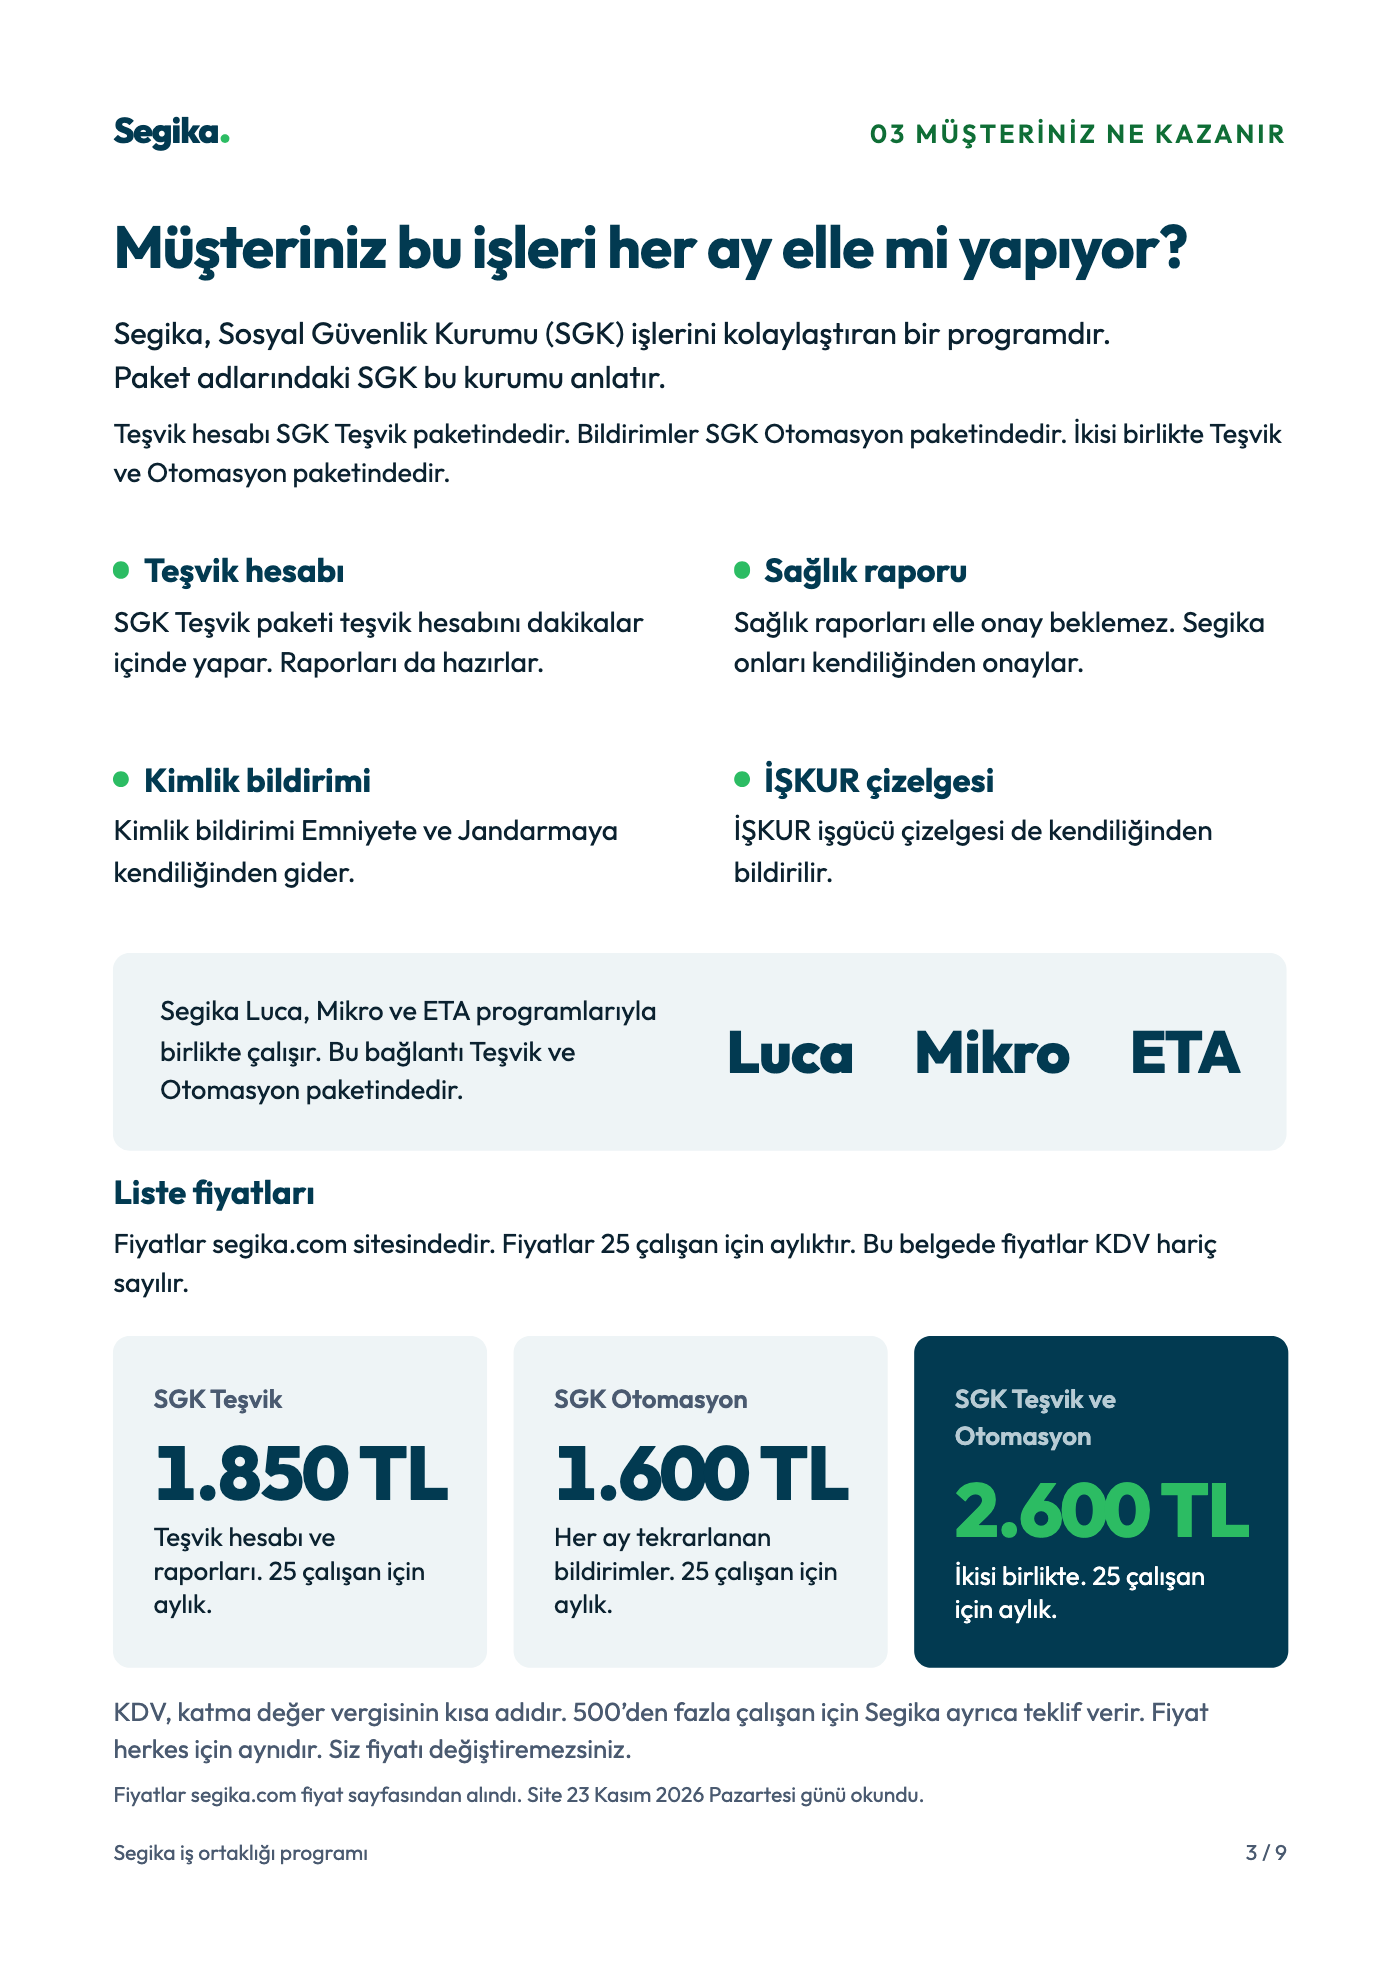 Segika.
03 MÜŞTERİNİZ NE KAZANIR
Müşteriniz bu işleri her ay elle mi yapıyor?
Segika, Sosyal Güvenlik Kurumu (SGK) işlerini kolaylaştıran bir programdır.
Paket adlarındaki SGK bu kurumu anlatır.
Teşvik hesabı SGK Teşvik paketindedir. Bildirimler SGK Otomasyon paketindedir. İkisi birlikte Teşvik
ve Otomasyon paketindedir.
Teşvik hesabı
SGK Teşvik paketi teşvik hesabını dakikalar
içinde yapar. Raporları da hazırlar.
Sağlık raporu
Sağlık raporları elle onay beklemez. Segika
onları kendiliğinden onaylar.
Kimlik bildirimi
Kimlik bildirimi Emniyete ve Jandarmaya
kendiliğinden gider.
İŞKUR çizelgesi
İŞKUR işgücü çizelgesi de kendiliğinden
bildirilir.
Segika Luca, Mikro ve ETA programlarıyla
birlikte çalışır. Bu bağlantı Teşvik ve
Otomasyon paketindedir.
Luca Mikro ETA
Liste fiyatları
Fiyatlar segika.com sitesindedir. Fiyatlar 25 çalışan için aylıktır. Bu belgede fiyatlar KDV hariç
sayılır.
SGK Teşvik
1.850 TL
Teşvik hesabı ve
raporları. 25 çalışan için
aylık.
SGK Otomasyon
1.600 TL
Her ay tekrarlanan
bildirimler. 25 çalışan için
aylık.
SGK Teşvik ve
Otomasyon
2.600 TL
İkisi birlikte. 25 çalışan
için aylık.
KDV, katma değer vergisinin kısa adıdır. 500’den fazla çalışan için Segika ayrıca teklif verir. Fiyat
herkes için aynıdır. Siz fiyatı değiştiremezsiniz.
Fiyatlar segika.com fiyat sayfasından alındı. Site 23 Kasım 2026 Pazartesi günü okundu.
Segika iş ortaklığı programı
3 / 9